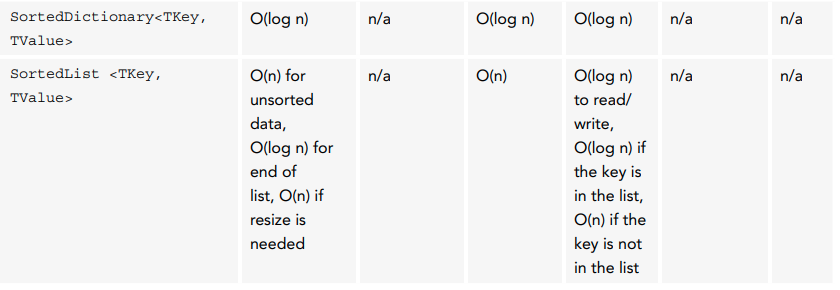 SortedDictionary<TKey,
TValue>
O(log n)
n/a
O(log n)
O(log n)
n/a
n/a
SortedList <TKey,
TValue>
O(n) for
unsorted
data,
O(log n) for
end of
list, O(n) if
resize is
needed
n/a
O(n)
O(log n)
to read/
write,
O(log n) if
the key is
in the list,
O(n) if the
key is not
in the list
n/a
n/a